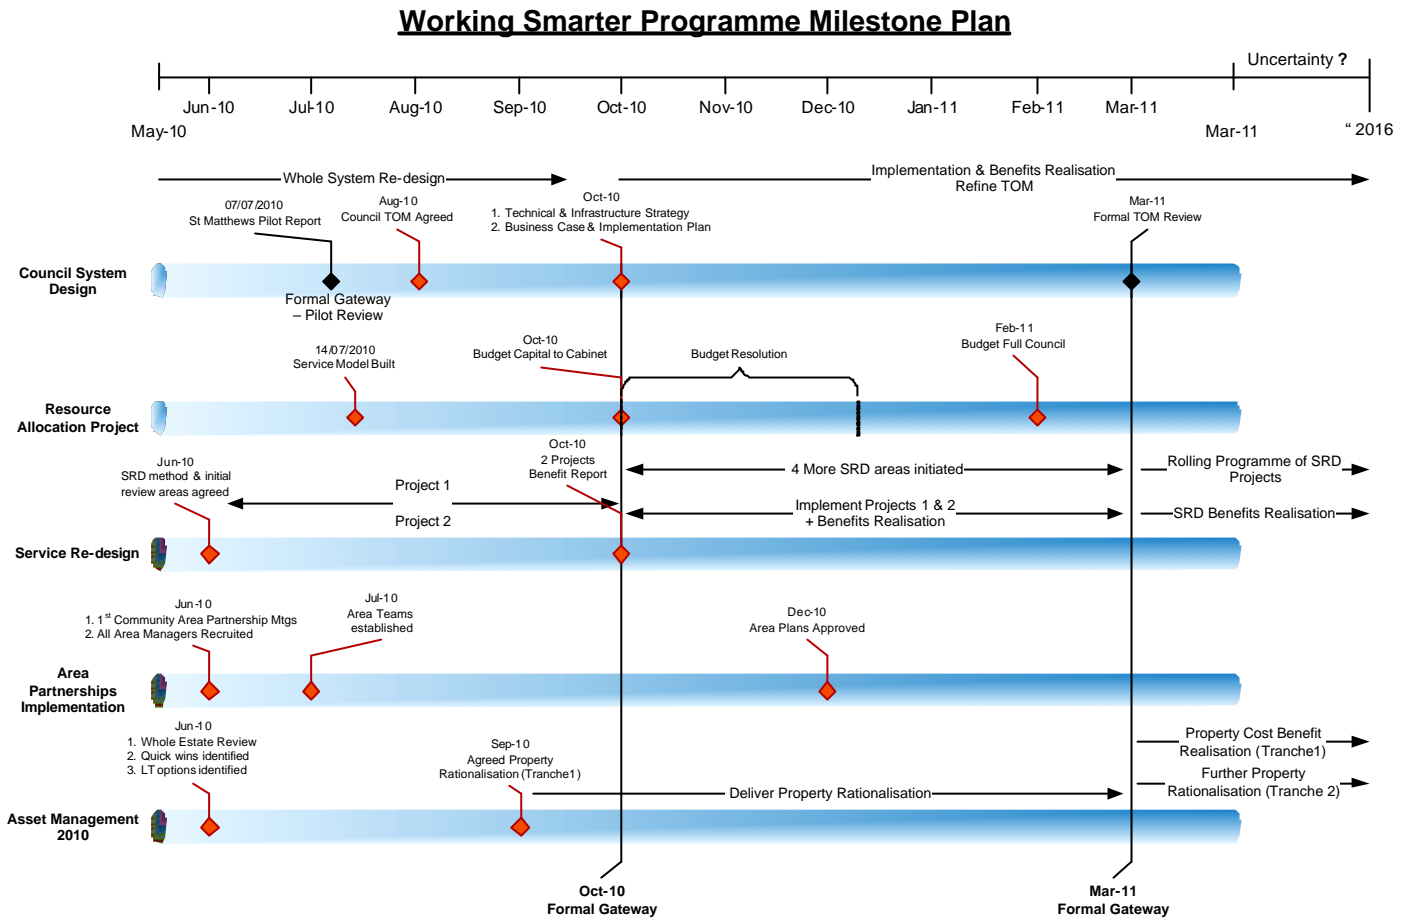 Working Smarter Programme Milestone Plan
Uncertainty ?
Jun-10
Jul-10
Aug-10
Sep-10
Oct-10
Nov-10
Dec-10
Jan-11
Feb-11
Mar-11
May-10
Mar-11
“ 2016
Whole System Re-design
Implementation & Benefits Realisation
Refine TOM
07/07/2010
St Matthews Pilot Report
Aug-10
Council TOM Agreed
Oct-10
1. Technical & Infrastructure Strategy
2. Business Case & Implementation Plan
Mar-11
Formal TOM Review
Council System
Design
Formal Gateway
– Pilot Review
14/07/2010
Service Model Built
Oct-10
Budget Capital to Cabinet
Budget Resolution
Feb-11
Budget Full Council
Resource
Allocation Project
Jun-10
SRD method & initial
review areas agreed
Project 1
Project 2
Oct-10
2 Projects
Benefit Report
4 More SRD areas initiated
Implement Projects 1 & 2
+ Benefits Realisation
Rolling Programme of SRD
Projects
SRD Benefits Realisation
Service Re-design
Jun-10
1. 1st Community Area Partnership Mtgs
2. All Area Managers Recruited
Jul-10
Area Teams
established
Dec-10
Area Plans Approved
Area
Partnerships
Implementation
Jun-10
1. Whole Estate Review
2. Quick wins identified
3. LT options identified
Sep-10
Agreed Property
Rationalisation (Tranche1)
Deliver Property Rationalisation
Property Cost Benefit
Realisation (Tranche1)
Further Property
Rationalisation (Tranche 2)
Asset Management
2010
Oct-10
Formal Gateway
Mar-11
Formal Gateway